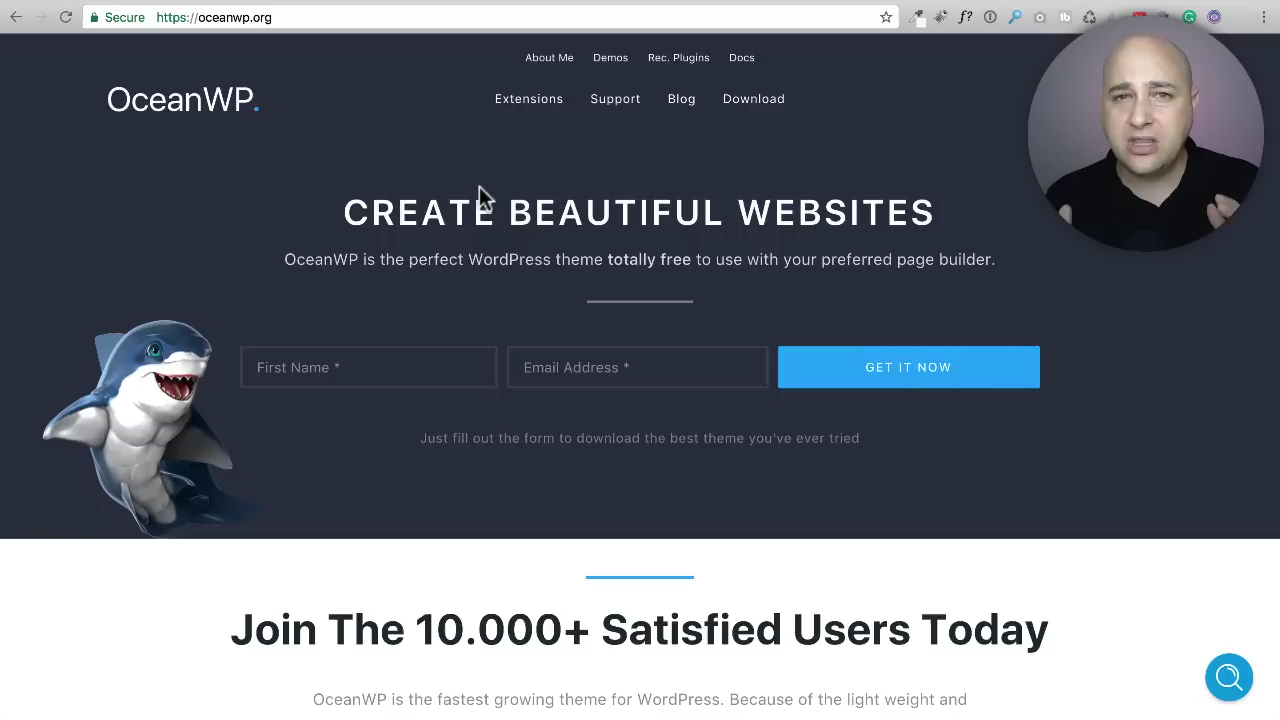 Secure https://oceanwp.org
f?
About Me Demos Rec. Plugins Docs
OceanWP.
Extensions Support Blog Download
CREATE BEAUTIFUL WEBSITES
OceanWP is the perfect WordPress theme totally free to use with your preferred page builder.
First Name * Email Address * GET IT NOW
Just fill out the form to download the best theme you've ever tried
Join The 10.000+ Satisfied Users Today
OceanWP is the fastest growing theme for WordPress. Because of the light weight and